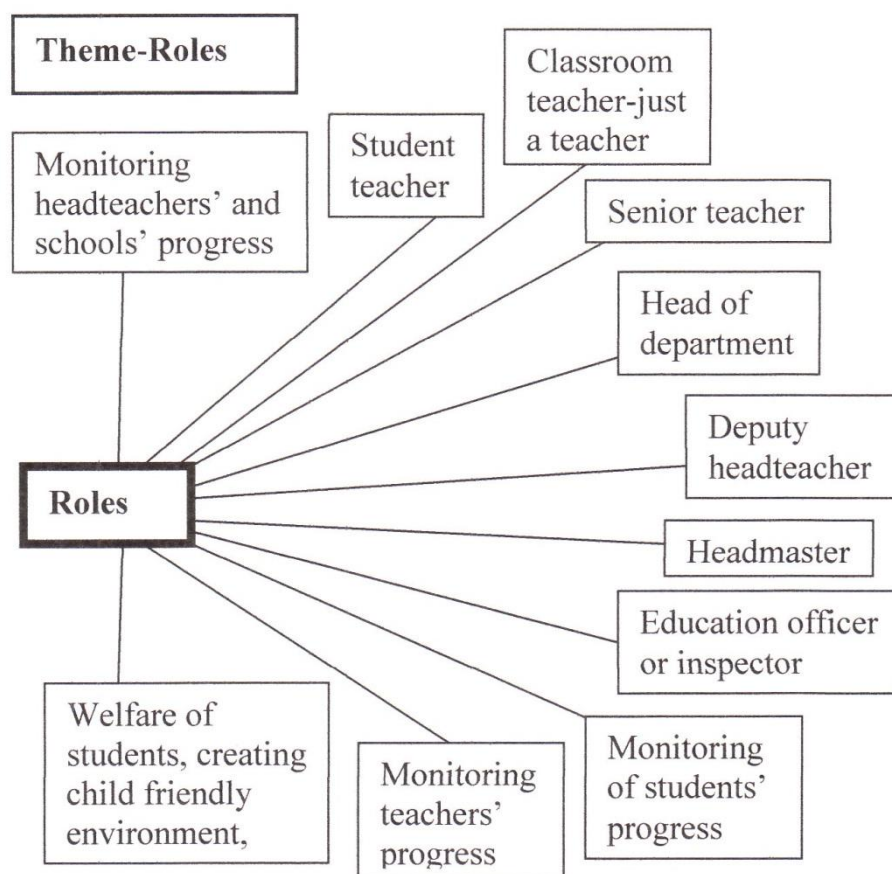 Theme-Roles
Classroom
teacher-just
a teacher
Monitoring
headteachers' and
schools' progress
Student
teacher
Senior teacher
Head of
department
Deputy
headteacher
Roles
Headmaster
Education officer
or inspector
Welfare of
students, creating
child friendly
environment,
Monitoring
teachers'
progress
Monitoring
of students'
progress